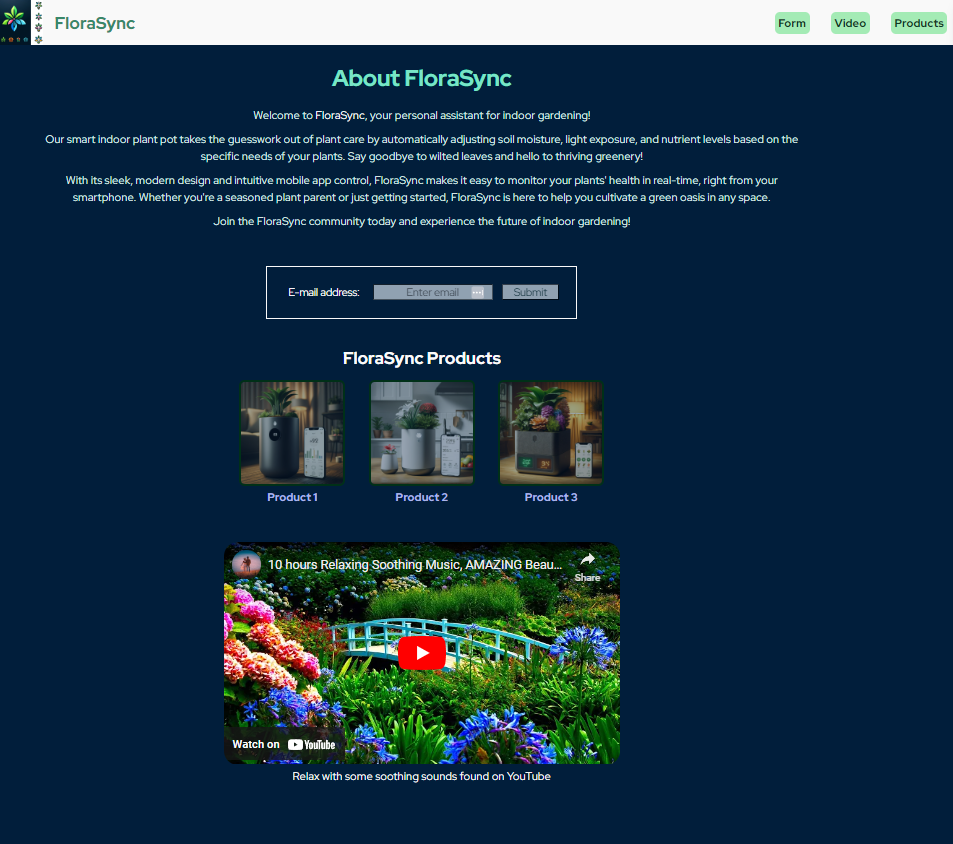 FloraSync
Form
Video
Products
About FloraSync
Welcome to FloraSync, your personal assistant for indoor gardening!
Our smart indoor plant pot takes the guesswork out of plant care by automatically adjusting soil moisture, light exposure, and nutrient levels based on the
specific needs of your plants. Say goodbye to wilted leaves and hello to thriving greenery!
With its sleek, modern design and intuitive mobile app control, FloraSync makes it easy to monitor your plants' health in real-time, right from your
smartphone. Whether you're a seasoned plant parent or just getting started, FloraSync is here to help you cultivate a green oasis in any space.
Join the FloraSync community today and experience the future of indoor gardening!
E-mail address:
Enter email
Submit
FloraSync Products
Product 1
Product 2
Product 3
10 hours Relaxing Soothing Music, AMAZING Beau...
Share
Watch on YouTube
Relax with some soothing sounds found on YouTube